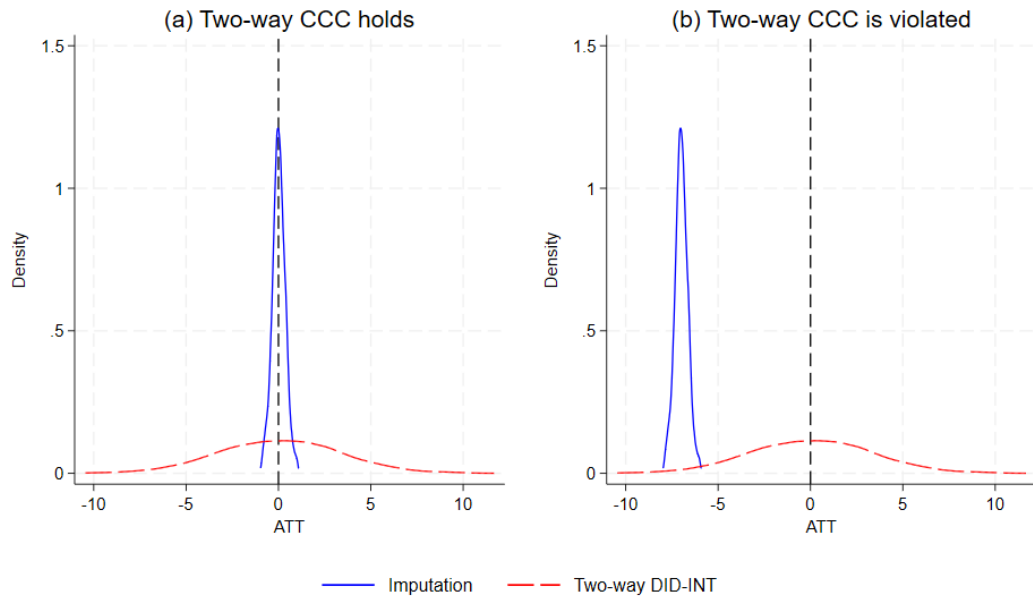 (a) Two-way CCC holds
(b) Two-way CCC is violated
1.5
1
.5
0
Density
-10 -5 0 5 10
ATT
1.5
1
.5
0
Density
-10 -5 0 5 10
ATT
Imputation Two-way DID-INT